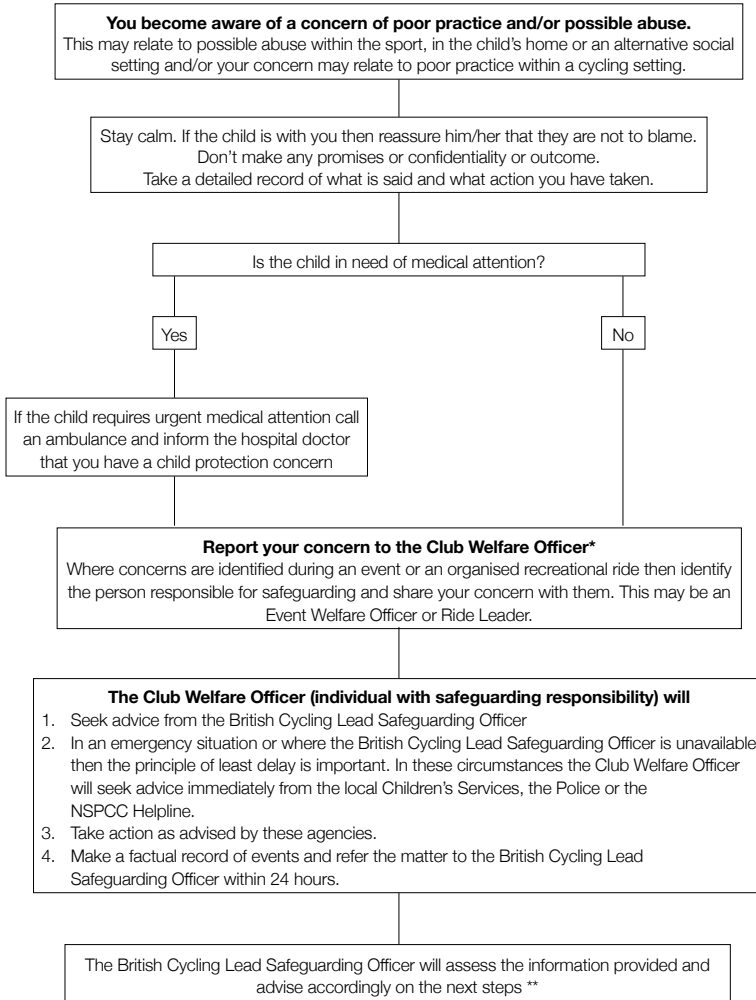 You become aware of a concern of poor practice and/or possible abuse.
This may relate to possible abuse within the sport, in the child’s home or an alternative social
setting and/or your concern may relate to poor practice within a cycling setting.
Stay calm. If the child is with you then reassure him/her that they are not to blame.
Don’t make any promises or confidentiality or outcome.
Take a detailed record of what is said and what action you have taken.
Is the child in need of medical attention?
Yes
No
If the child requires urgent medical attention call
an ambulance and inform the hospital doctor
that you have a child protection concern
Report your concern to the Club Welfare Officer*
Where concerns are identified during an event or an organised recreational ride then identify
the person responsible for safeguarding and share your concern with them. This may be an
Event Welfare Officer or Ride Leader.
The Club Welfare Officer (individual with safeguarding responsibility) will
1. Seek advice from the British Cycling Lead Safeguarding Officer
2. In an emergency situation or where the British Cycling Lead Safeguarding Officer is unavailable
then the principle of least delay is important. In these circumstances the Club Welfare Officer
will seek advice immediately from the local Children’s Services, the Police or the
NSPCC Helpline.
3. Take action as advised by these agencies.
4. Make a factual record of events and refer the matter to the British Cycling Lead
Safeguarding Officer within 24 hours.
The British Cycling Lead Safeguarding Officer will assess the information provided and
advise accordingly on the next steps **